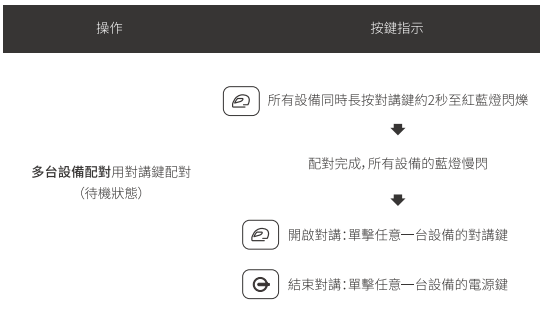 操作
按鍵指示
所有設備同時長按對講鍵約2秒至紅藍燈閃爍
配對完成,所有設備的藍燈慢閃
多台設備配對用對講鍵配對
(待機狀態)
開啟對講:單擊任意一台設備的對講鍵
結束對講:單擊任意一台設備的電源鍵